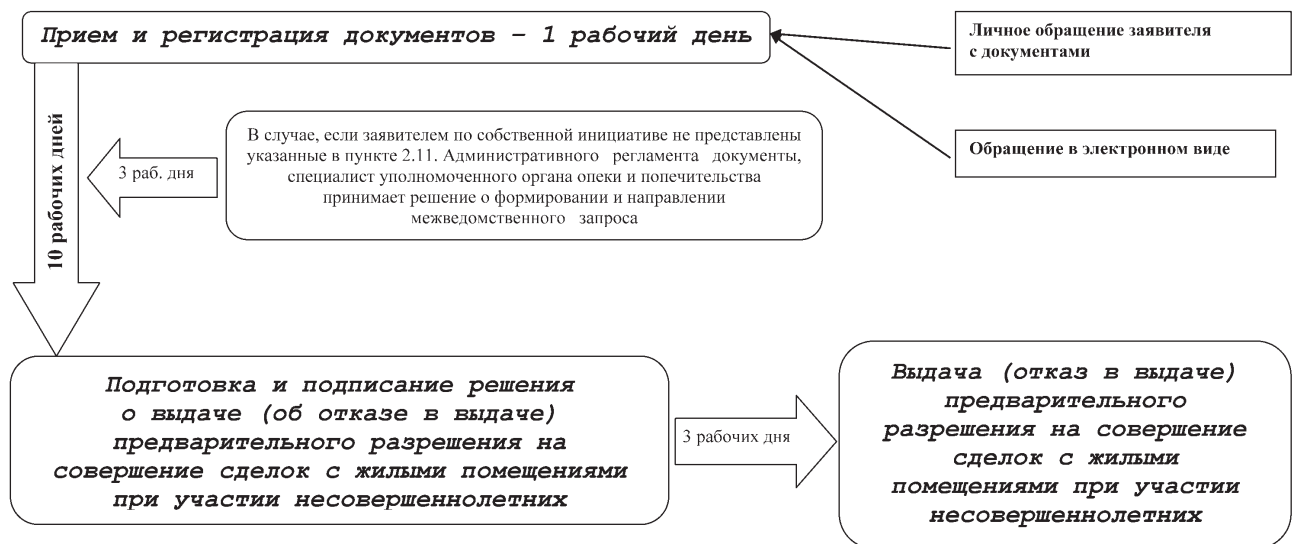 Прием и регистрация документов – 1 рабочий день
Личное обращение заявителя
с документами
Обращение в электронном виде
10 рабочих дней
3 раб. дня
В случае, если заявителем по собственной инициативе не представлены
указанные в пункте 2.11. Административного регламента документы,
специалист уполномоченного органа опеки и попечительства
принимает решение о формировании и направлении
межведомственного запроса
Подготовка и подписание решения
о выдаче (об отказе в выдаче)
предварительного разрешения на
совершение сделок с жилыми помещениями
при участии несовершеннолетних
3 рабочих дня
Выдача (отказ в выдаче)
предварительного
разрешения на совершение
сделок с жилыми
помещениями при участии
несовершеннолетних